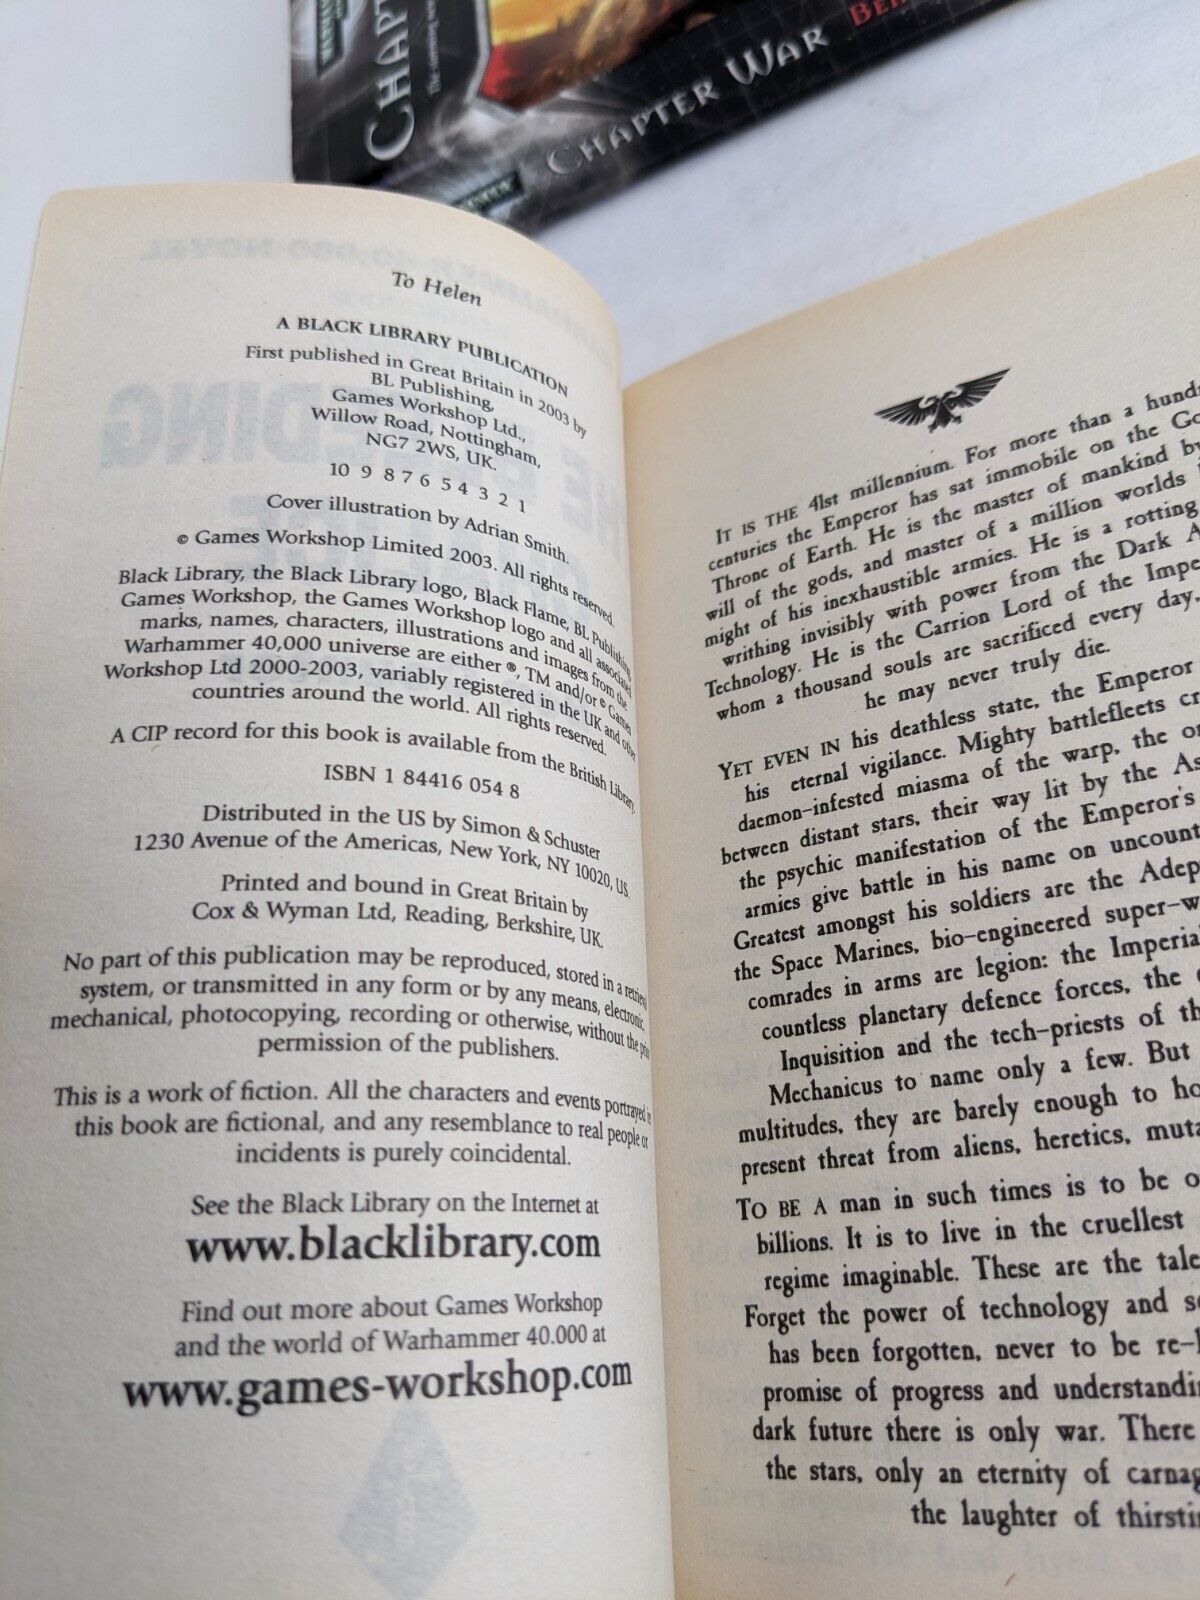 CHAPT
The cunning new
CHAPTER WAR BEN
To Helen
A BLACK LIBRARY PUBLICATION
First published in Great Britain in 2003 by
BL Publishing,
Games Workshop Ltd.,
Willow Road, Nottingham,
NG7 2WS, UK.
10 9 8 7 6 5 4 3 2 1
Cover illustration by Adrian Smith.
© Games Workshop Limited 2003. All rights reserved.
Black Library, the Black Library logo, Black Flame, BL Publishing
Games Workshop, the Games Workshop logo and all associated
marks, names, characters, illustrations and images from the
Warhammer 40,000 universe are either ®, TM and/or © Games
Workshop Ltd 2000-2003, variably registered in the UK and other
countries around the world. All rights reserved.
A CIP record for this book is available from the British Library.
ISBN 1 84416 054 8
Distributed in the US by Simon & Schuster
1230 Avenue of the Americas, New York, NY 10020, US.
Printed and bound in Great Britain by
Cox & Wyman Ltd, Reading, Berkshire, UK.
No part of this publication may be reproduced, stored in a retrieval
system, or transmitted in any form or by any means, electronic,
mechanical, photocopying, recording or otherwise, without the prior
permission of the publishers.
This is a work of fiction. All the characters and events portrayed in
this book are fictional, and any resemblance to real people or
incidents is purely coincidental.
See the Black Library on the Internet at
www.blacklibrary.com
Find out more about Games Workshop
and the world of Warhammer 40.000 at
www.games-workshop.com
IT IS THE 41st millennium. For more than a hundr
centuries the Emperor has sat immobile on the Go
Throne of Earth. He is the master of mankind by
will of the gods, and master of a million worlds
might of his inexhaustible armies. He is a rotting
writhing invisibly with power from the Dark A
Technology. He is the Carrion Lord of the Impe
whom a thousand souls are sacrificed every day,
he may never truly die.
YET EVEN IN his deathless state, the Emperor
his eternal vigilance. Mighty battlefleets cr
daemon-infested miasma of the warp, the o
between distant stars, their way lit by the As
the psychic manifestation of the Emperor's
armies give battle in his name on uncount
Greatest amongst his soldiers are the Adep
the Space Marines, bio-engineered super-w
comrades in arms are legion: the Imperial
countless planetary defence forces, the
Inquisition and the tech-priests of th
Mechanicus to name only a few. But
multitudes, they are barely enough to ho
present threat from aliens, heretics, muta
TO BE A man in such times is to be o
billions. It is to live in the cruellest
regime imaginable. These are the tale
Forget the power of technology and s
has been forgotten, never to be re-l
promise of progress and understandi
dark future there is only war. There
the stars, only an eternity of carnag
the laughter of thirstin